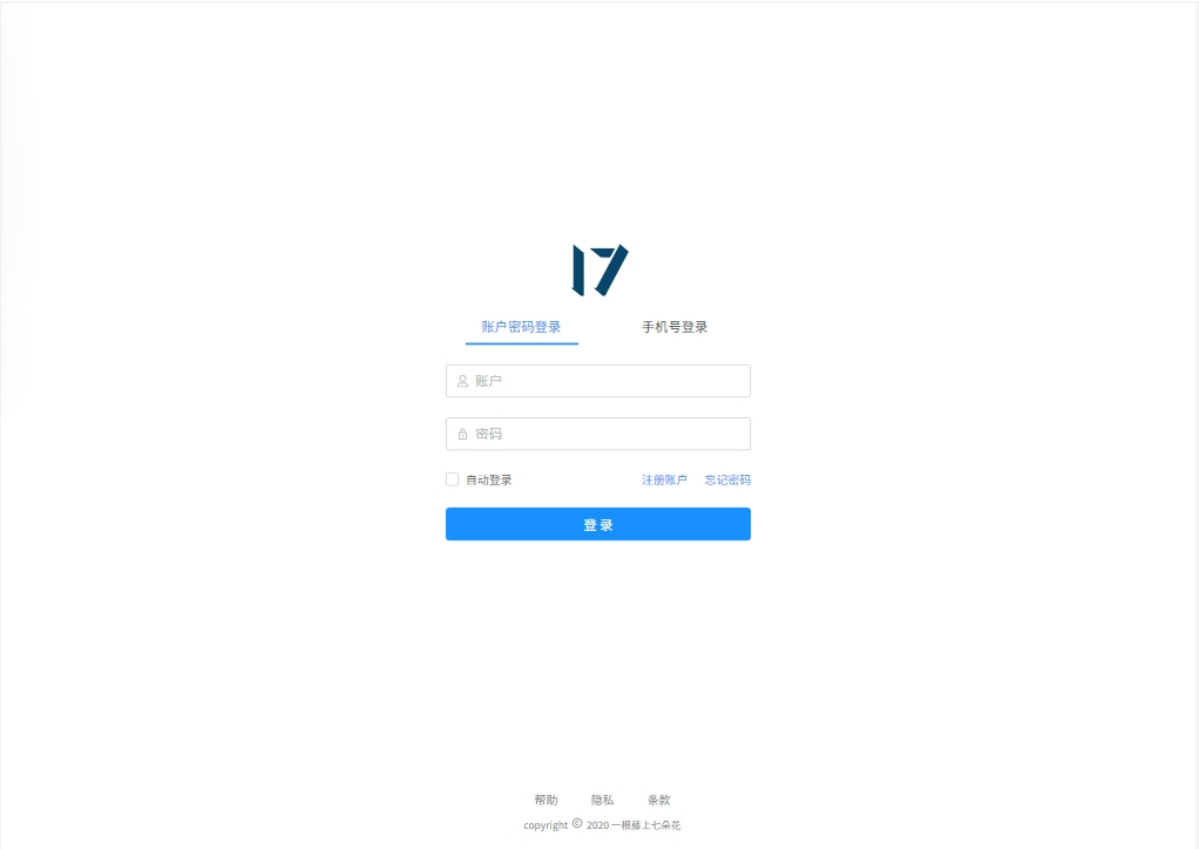 17
账户密码登录 手机号登录
账户
密码
自动登录 注册账户 忘记密码
登 录
帮助 隐私 条款
copyright © 2020 一根藤上七朵花